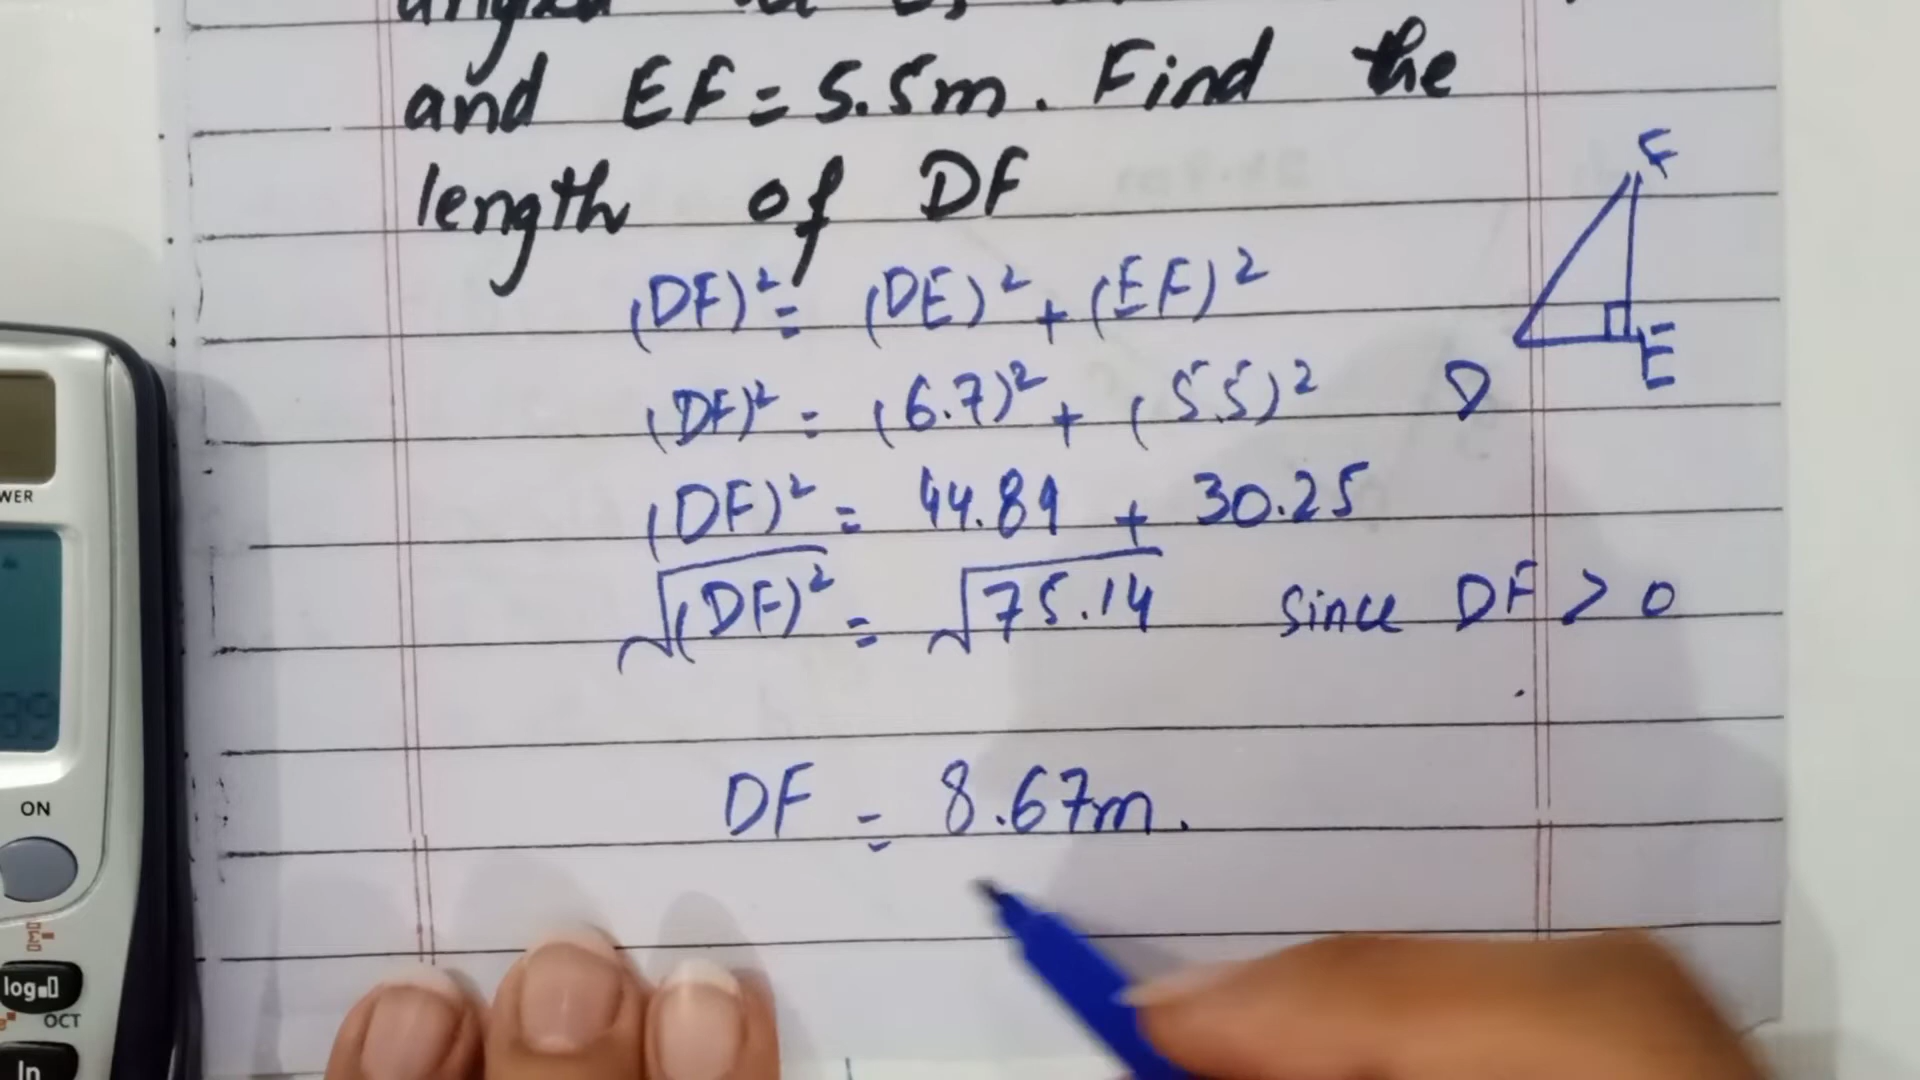 and EF = 5.5m. Find the
length of DF
(DF)² = (DE)² + (EF)²
(DF)² = (6.7)² + (5.5)²
(DF)² = 44.89 + 30.25
√(DF)² = √75.14 since DF > 0
DF = 8.67m.
F
E
D
WER
ON
log
OCT
ln